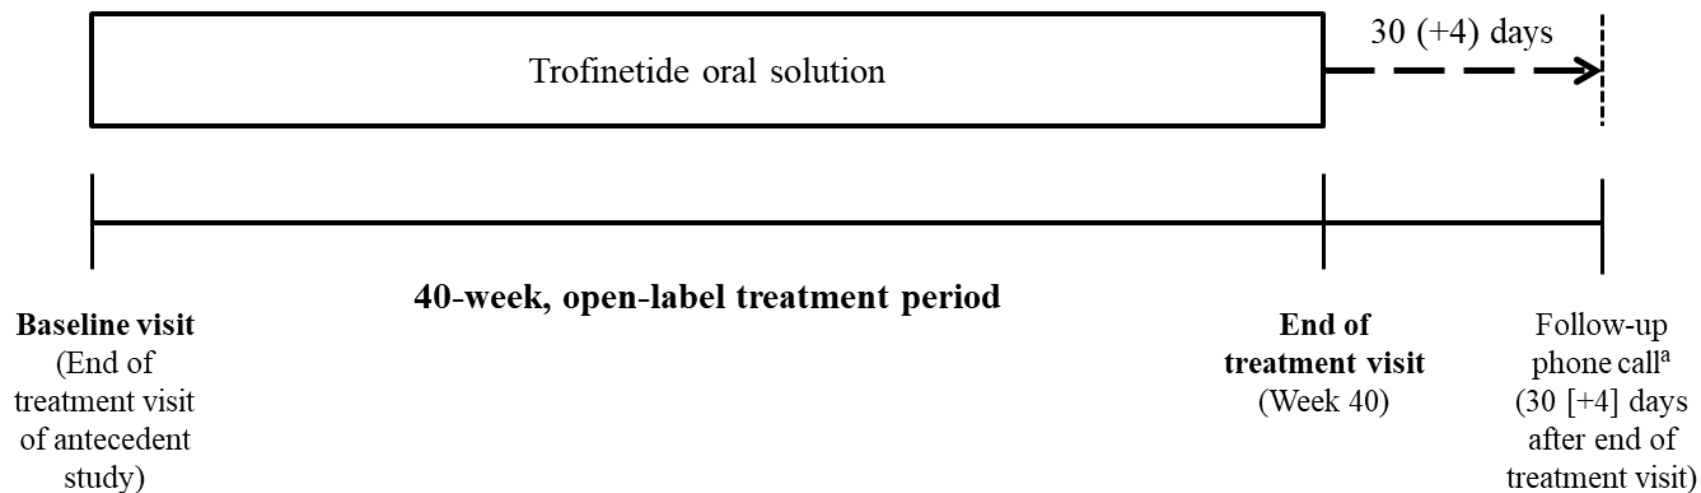 Trofinetide oral solution
30 (+4) days
40-week, open-label treatment period
Baseline visit
(End of
treatment visit
of antecedent
study)
End of
treatment visit
(Week 40)
Follow-up
phone callᵃ
(30 [+4] days
after end of
treatment visit)